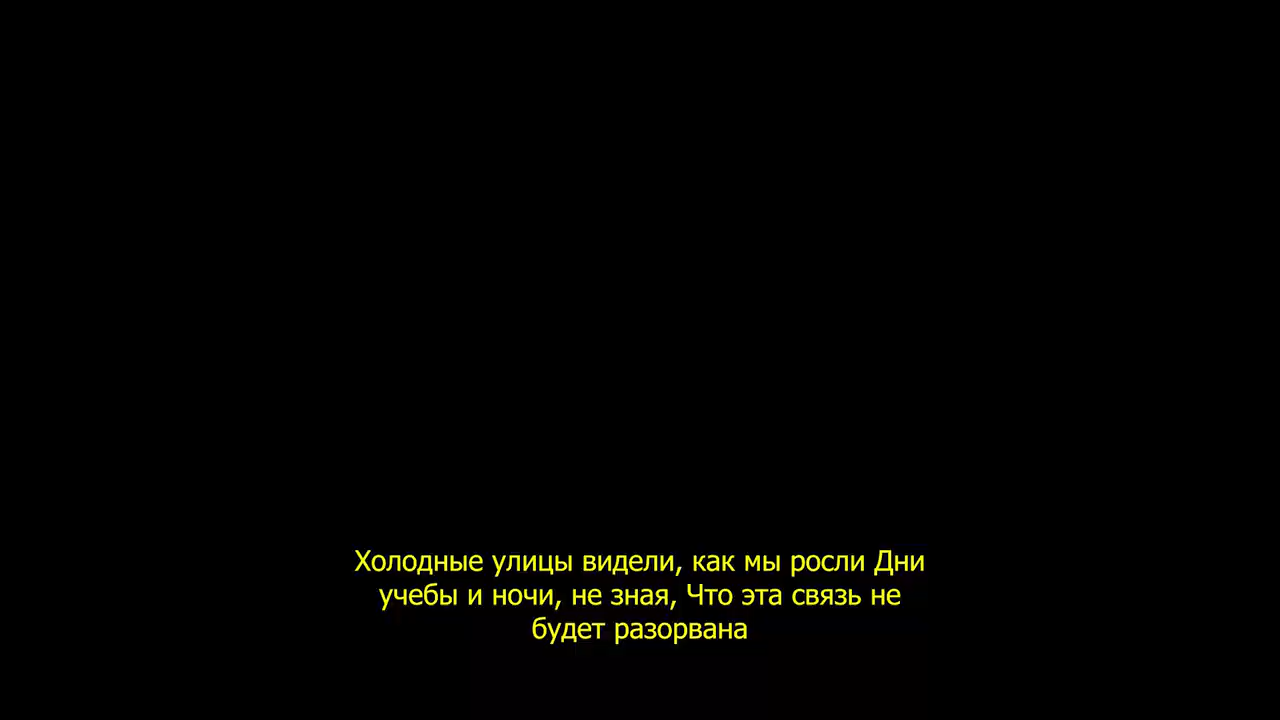 Холодные улицы видели, как мы росли Дни
учебы и ночи, не зная, Что эта связь не
будет разорвана